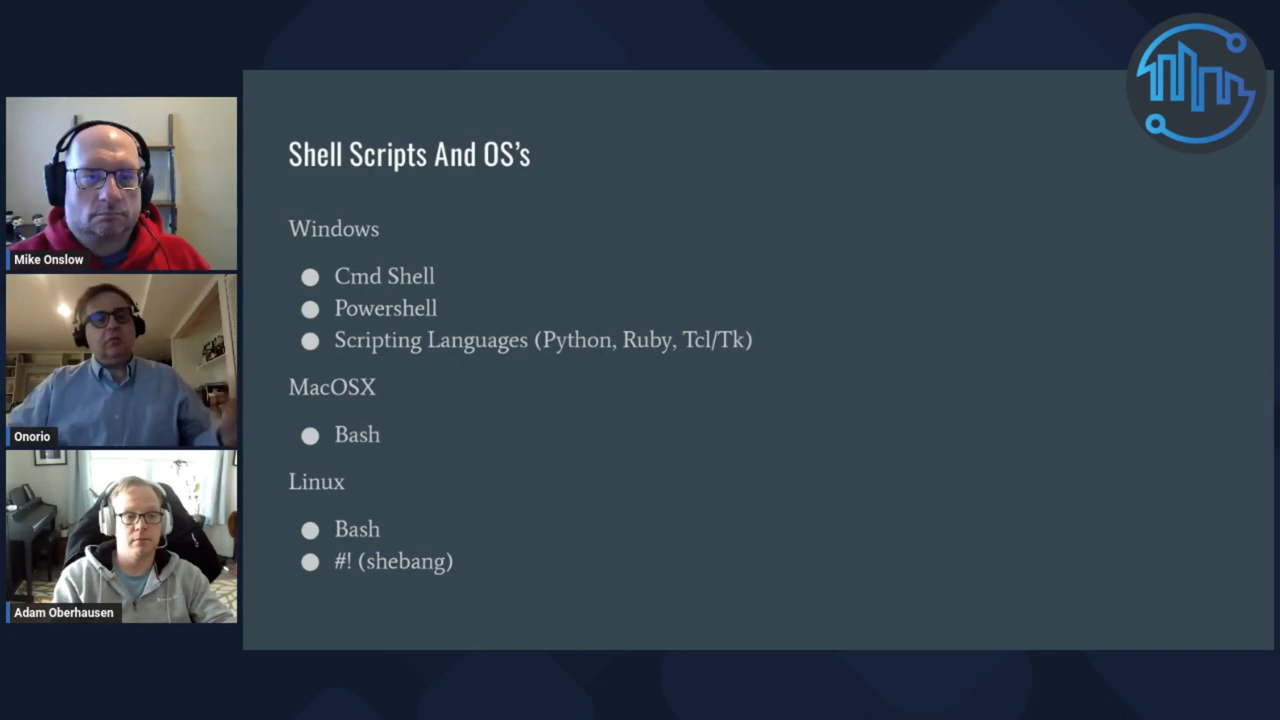 Mike Onslow
Onorio
Adam Oberhausen
Shell Scripts And OS's
Windows
● Cmd Shell
● Powershell
● Scripting Languages (Python, Ruby, Tcl/Tk)
MacOSX
● Bash
Linux
● Bash
● #! (shebang)